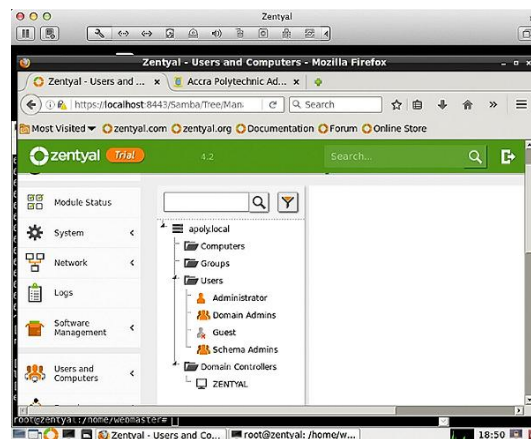 Zentyal
Zentyal - Users and Computers - Mozilla Firefox
Zentyal - Users and ... x
Accra Polytechnic Ad... x
https://localhost:8443/Samba/Tree/Man
Search
Most Visited
zentyal.com
zentyal.org
Documentation
Forum
Online Store
zentyal Trial
4.2
Search...
Module Status
System
Network
Logs
Software
Management
Users and
Computers
apoly.local
Computers
Groups
Users
Administrator
Domain Admins
Guest
Schema Admins
Domain Controllers
ZENTYAL
root@zentyal:/home/webmaster#
Zentyal - Users and Co...
root@zentyal: /home/w...
18:50